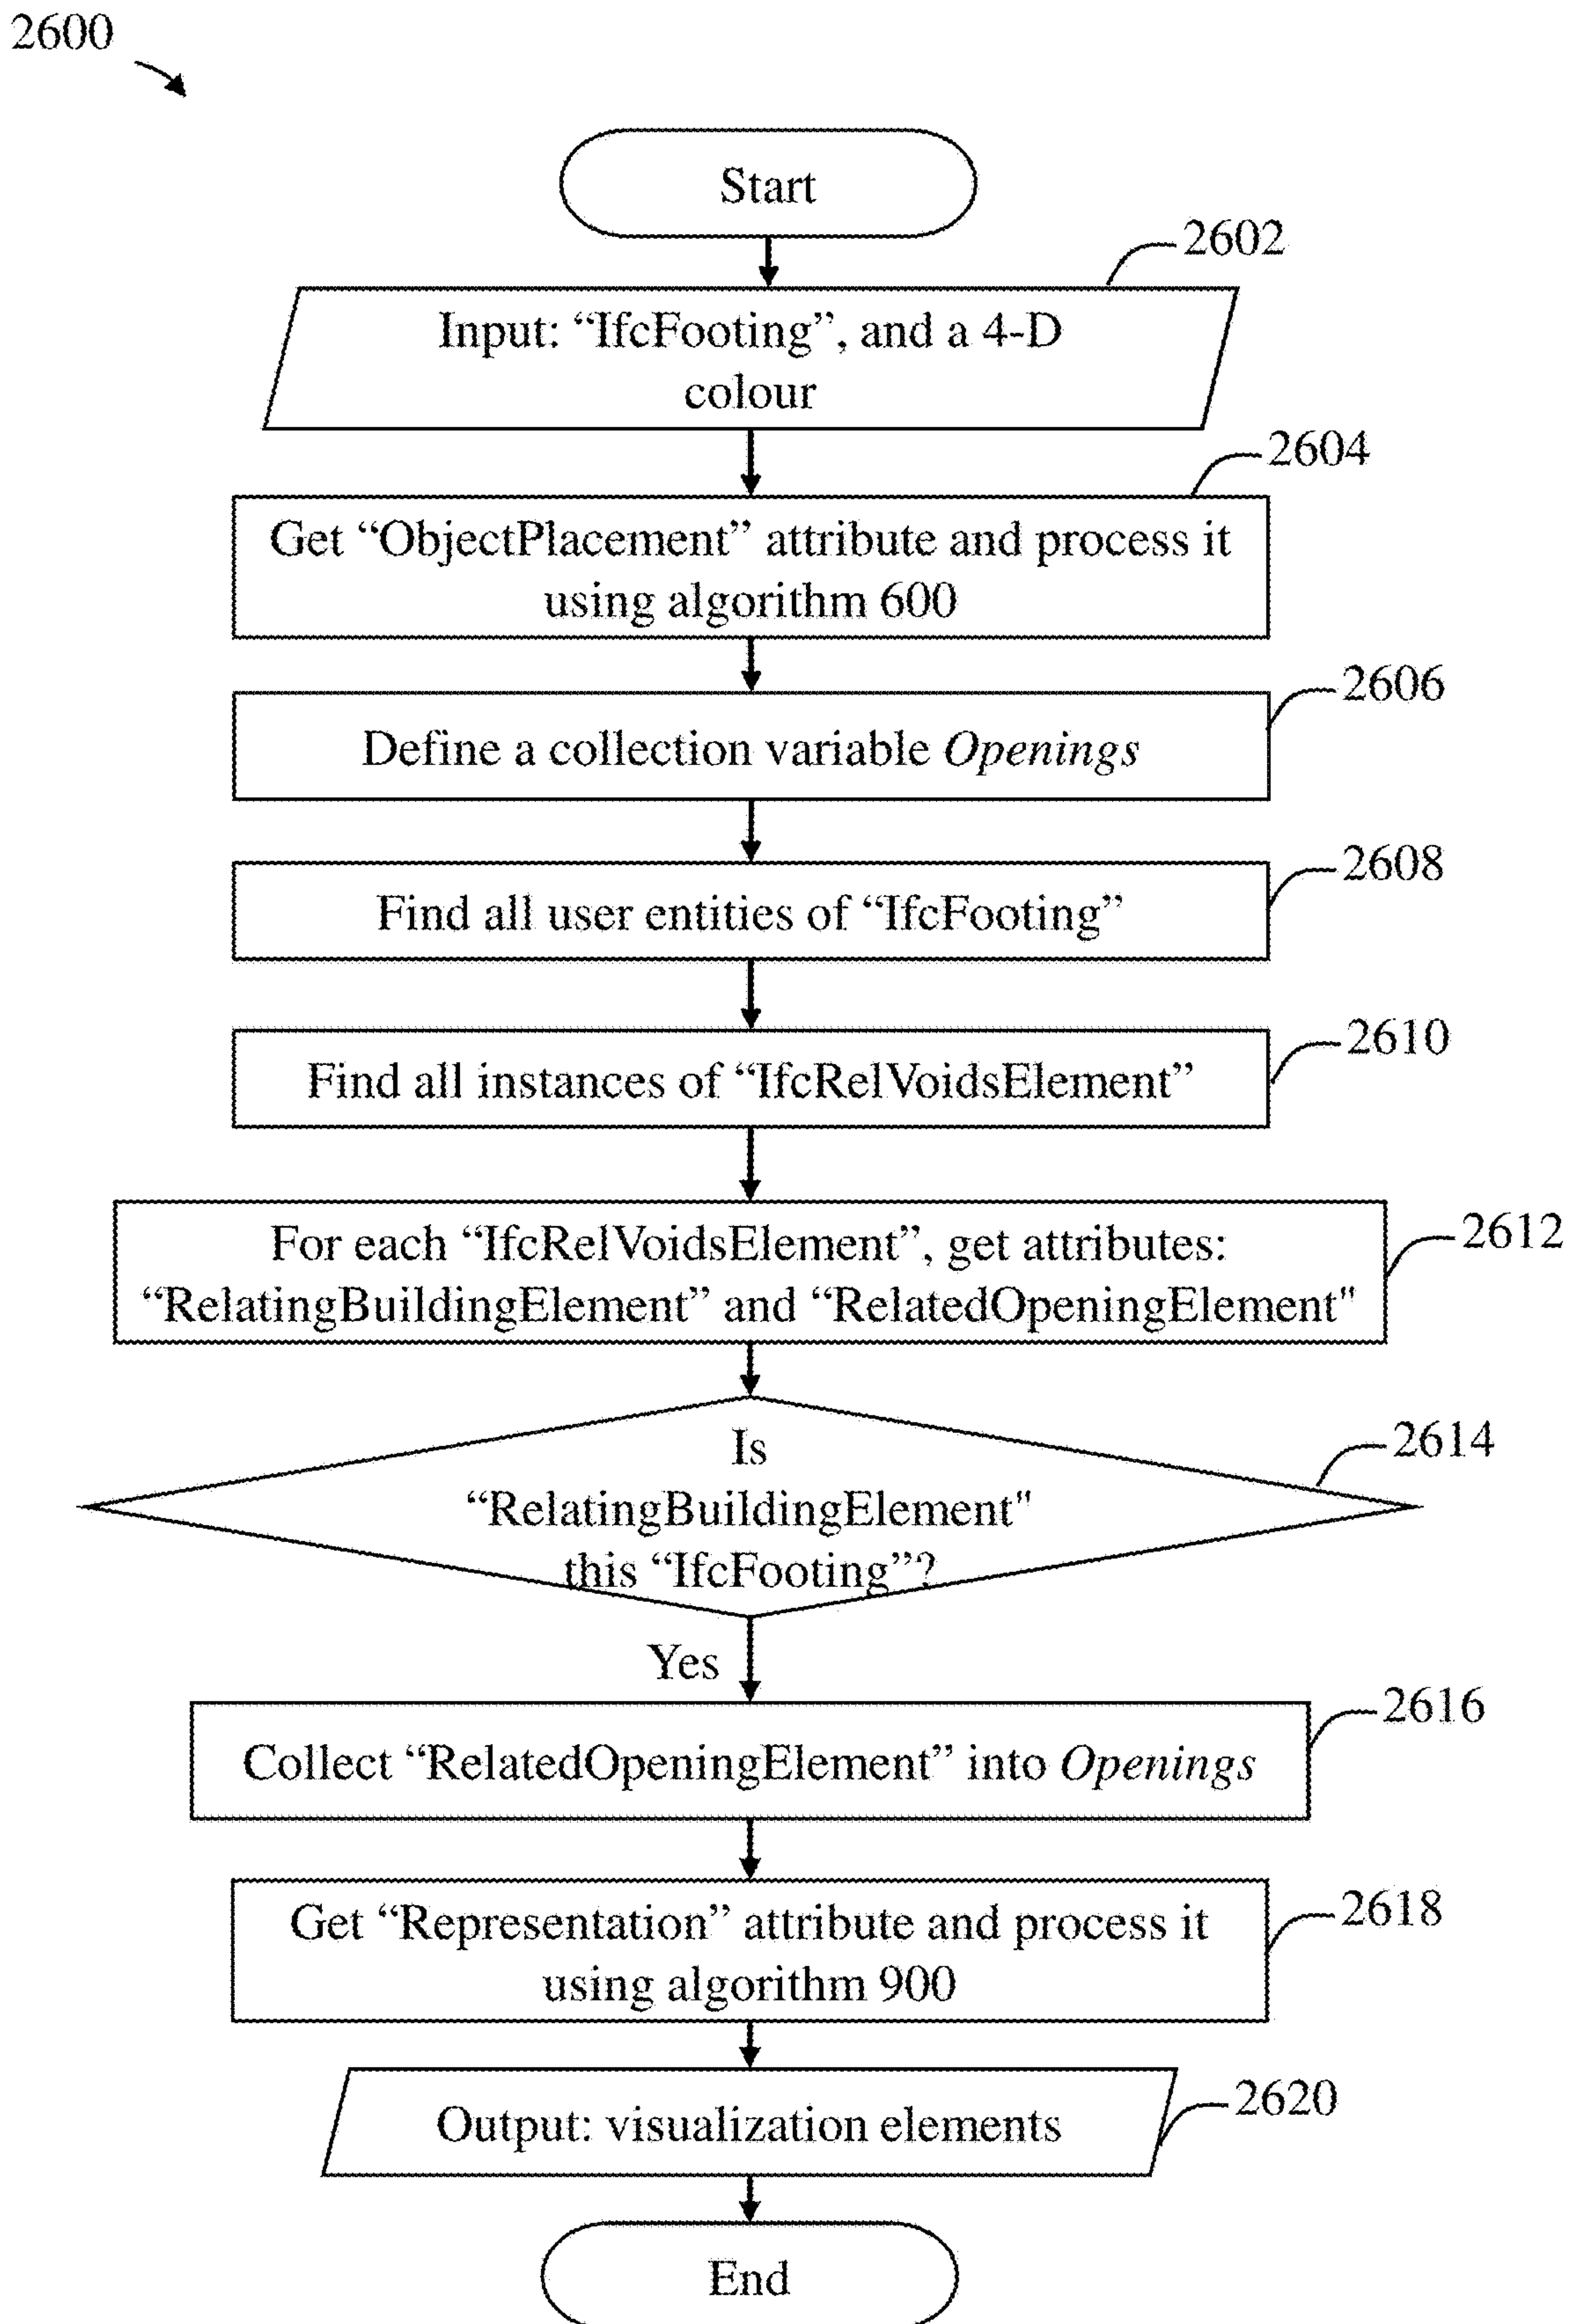 2600
Start
2602
Input: “IfcFooting”, and a 4-D
colour
2604
Get “ObjectPlacement” attribute and process it
using algorithm 600
2606
Define a collection variable Openings
2608
Find all user entities of “IfcFooting”
2610
Find all instances of “IfcRelVoidsElement”
2612
For each “IfcRelVoidsElement”, get attributes:
“RelatingBuildingElement” and “RelatedOpeningElement"
2614
Is
“RelatingBuildingElement"
this “IfcFooting”?
Yes
2616
Collect “RelatedOpeningElement” into Openings
2618
Get “Representation” attribute and process it
using algorithm 900
2620
Output: visualization elements
End